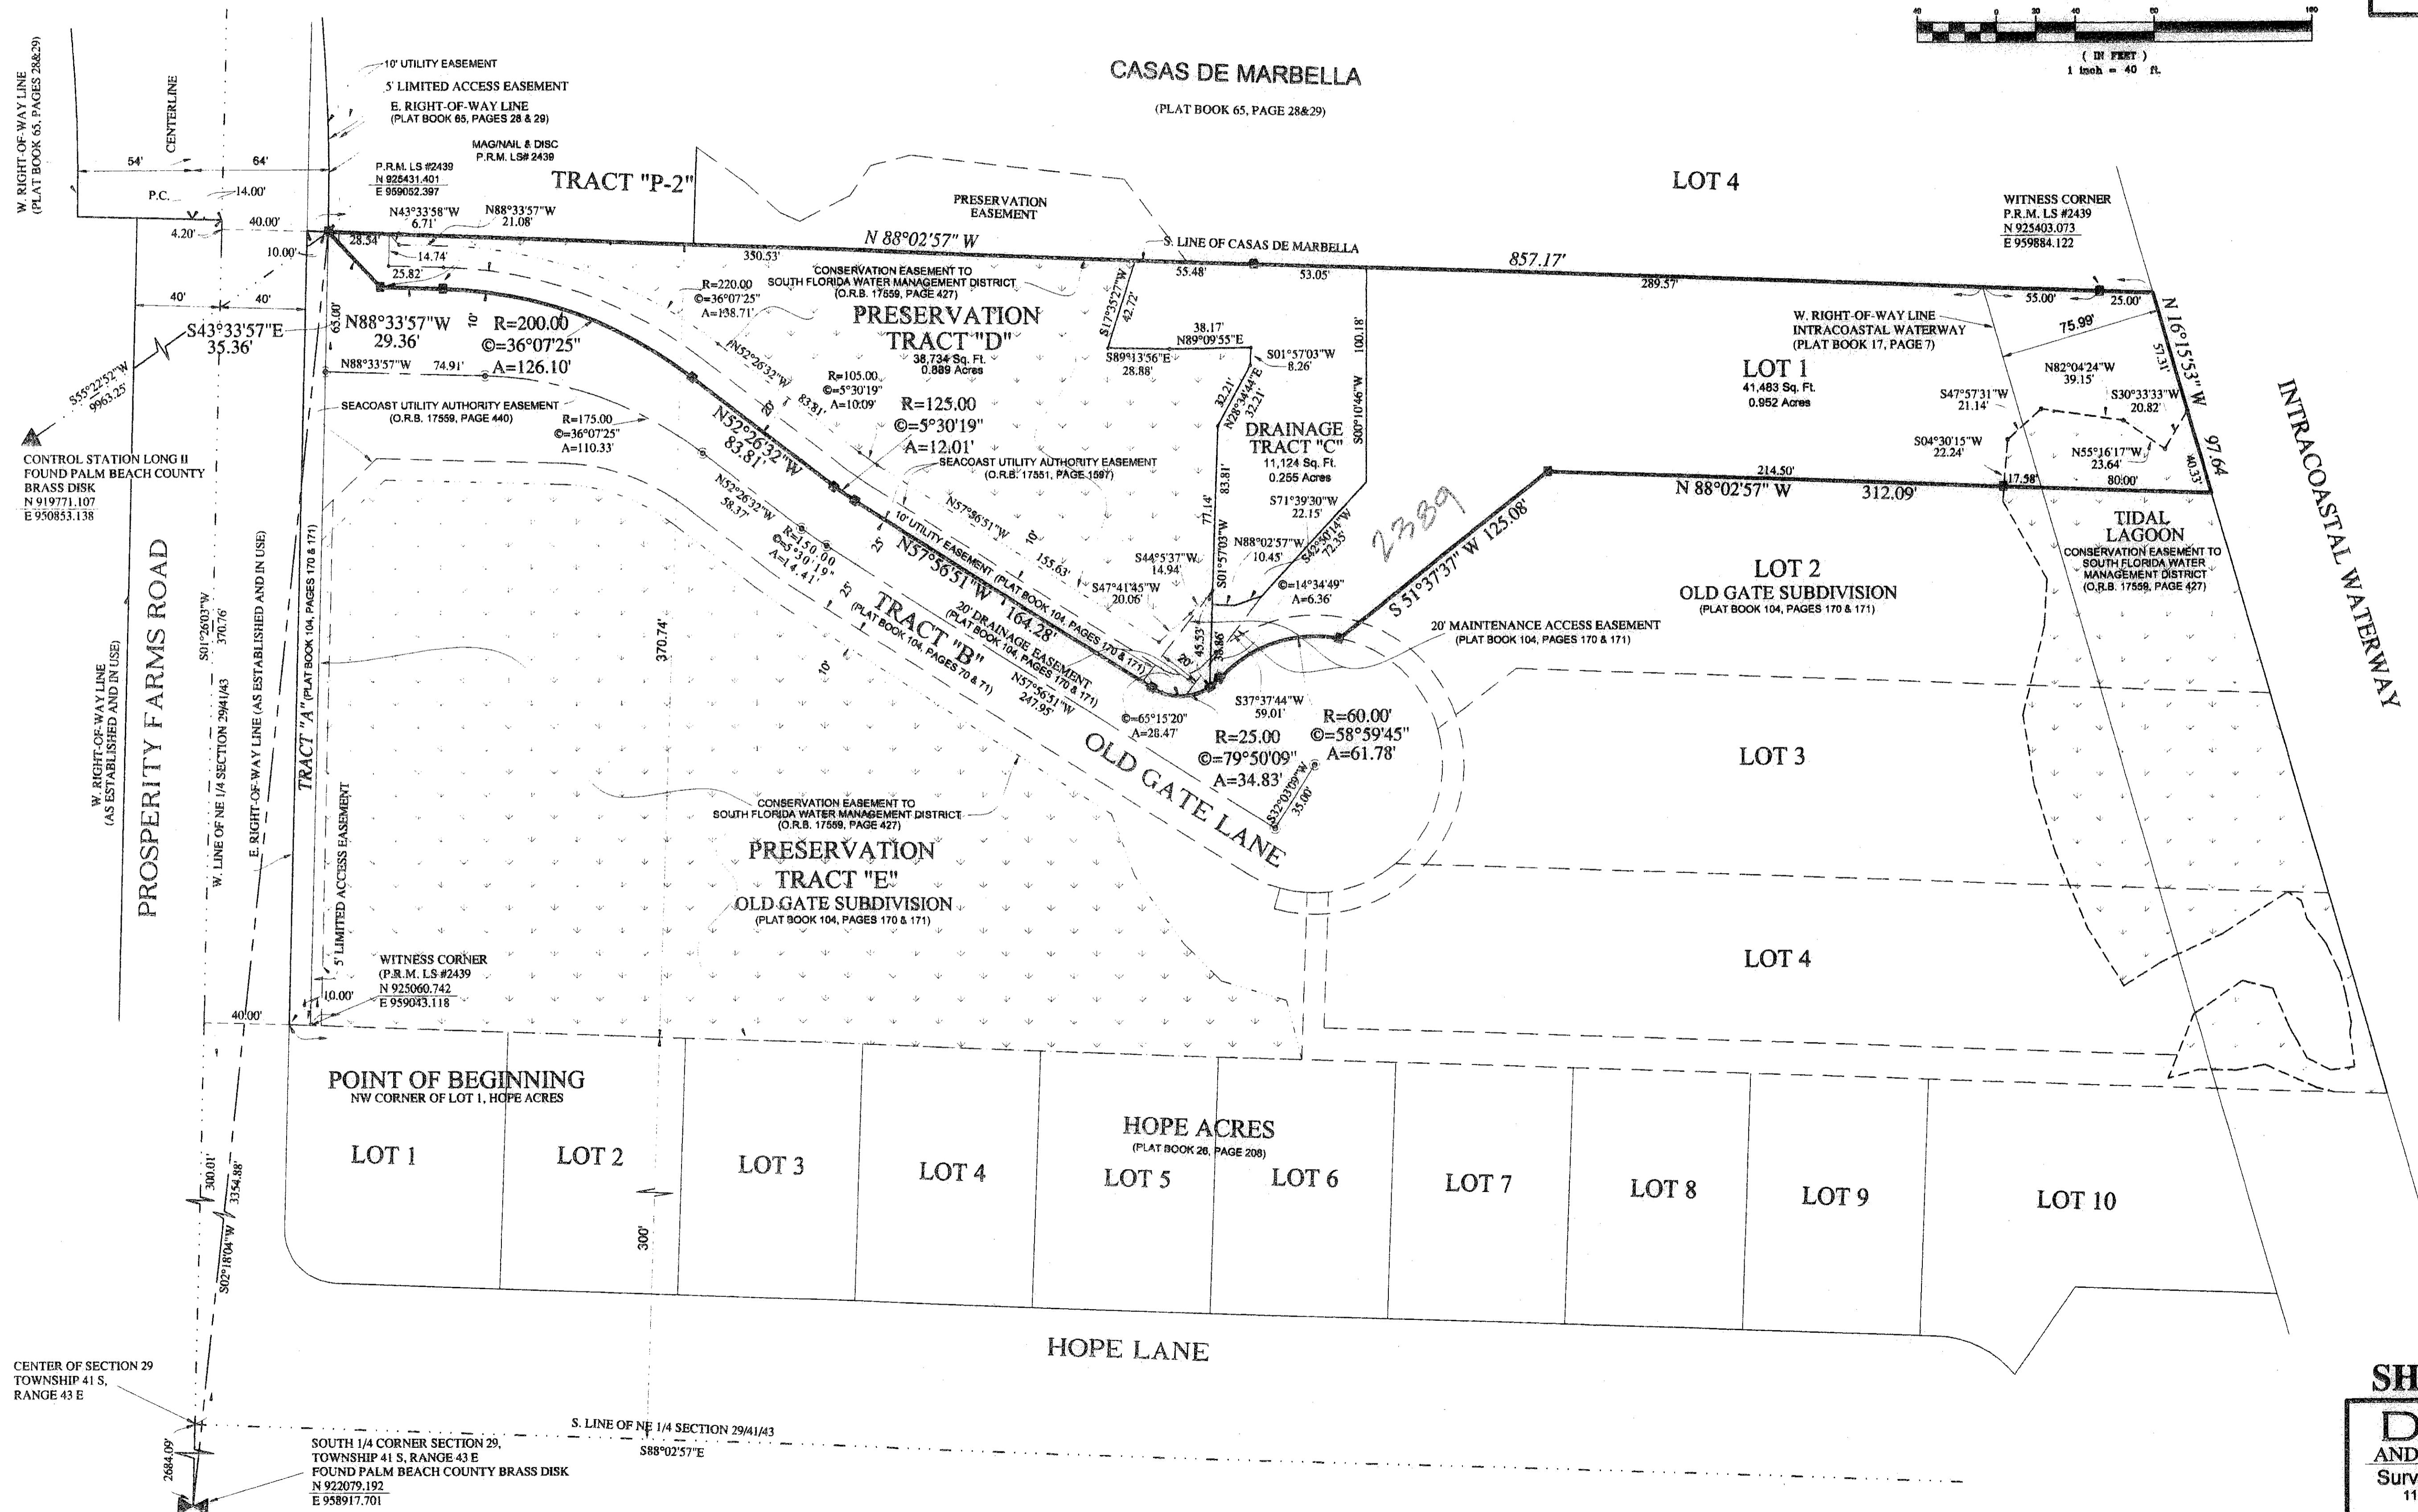 40 0 20 40 80 160
( IN FEET )
1 inch = 40 ft.
CASAS DE MARBELLA
(PLAT BOOK 65, PAGE 28&29)
W. RIGHT-OF-WAY LINE
(PLAT BOOK 65, PAGES 28&29)
CENTERLINE
54'
64'
P.C.
14.00'
4.20'
40.00'
10.00'
40'
40'
10' UTILITY EASEMENT
5' LIMITED ACCESS EASEMENT
E. RIGHT-OF-WAY LINE
(PLAT BOOK 65, PAGES 28 & 29)
MAG/NAIL & DISC
P.R.M. LS# 2439
P.R.M. LS #2439
N 925431.401
E 959052.397
TRACT "P-2"
N43°33'58"W
6.71'
N88°33'57"W
21.08'
28.54'
14.74'
25.82'
PRESERVATION
EASEMENT
N 88°02'57" W
857.17'
350.53'
S. LINE OF CASAS DE MARBELLA
55.48'
53.05'
289.57'
55.00'
25.00'
LOT 4
WITNESS CORNER
P.R.M. LS #2439
N 925403.073
E 959884.122
S43°33'57"E
35.36'
65.00'
N88°33'57"W
29.36'
10'
R=200.00
©=36°07'25"
A=126.10'
R=220.00
©=36°07'25"
A=138.71'
CONSERVATION EASEMENT TO
SOUTH FLORIDA WATER MANAGEMENT DISTRICT
(O.R.B. 17559, PAGE 427)
PRESERVATION
TRACT "D"
38,734 Sq. Ft.
0.889 Acres
S17°35'27"W
42.72'
38.17'
N89°09'55"E
S89°13'56"E
28.88'
S01°57'03"W
8.26'
32.21'
N28°34'44"E
32.21'
100.18'
S00°10'46"W
DRAINAGE
TRACT "C"
11,124 Sq. Ft.
0.255 Acres
W. RIGHT-OF-WAY LINE
INTRACOASTAL WATERWAY
(PLAT BOOK 17, PAGE 7)
75.99'
N 16°15'53" W
57.31'
97.64
40.33'
LOT 1
41,483 Sq. Ft.
0.952 Acres
N82°04'24"W
39.15'
S47°57'31"W
21.14'
S30°33'33"W
20.82'
S04°30'15"W
22.24'
N55°16'17"W
23.64'
INTRACOASTAL WATERWAY
S55°22'52"W
9963.25'
CONTROL STATION LONG II
FOUND PALM BEACH COUNTY
BRASS DISK
N 919771.107
E 950853.138
N88°33'57"W 74.91'
SEACOAST UTILITY AUTHORITY EASEMENT
(O.R.B. 17559, PAGE 440)
R=175.00
©=36°07'25"
A=110.33'
N52°26'32"W
83.81'
20'
R=105.00
©=5°30'19"
A=10.09'
N52°26'32"W
83.81'
R=125.00
©=5°30'19"
A=12.01'
SEACOAST UTILITY AUTHORITY EASEMENT
(O.R.B. 17551, PAGE 1597)
N52°26'32"W
58.37'
R=150.00
©=5°30'19"
A=14.41'
25'
25'
10'
N57°56'51"W
10'
155.63'
10' UTILITY EASEMENT (PLAT BOOK 104, PAGES 170 & 171)
N57°56'51"W 164.28'
20' DRAINAGE EASEMENT
(PLAT BOOK 104, PAGES 170 & 171)
TRACT "B"
(PLAT BOOK 104, PAGES 170 & 71)
N57°56'51"W
247.95'
83.81'
77.14'
S01°57'03"W
S71°39'30"W
22.15'
N88°02'57"W
10.45'
S42°50'14"W
72.35'
S44°5'37"W
14.94'
S47°41'45"W
20.06'
©=14°34'49"
A=6.36'
45.53'
38.86'
20'
2389
S 51°37'37" W 125.08'
214.50'
N 88°02'57" W
312.09'
17.58'
80.00'
LOT 2
OLD GATE SUBDIVISION
(PLAT BOOK 104, PAGES 170 & 171)
TIDAL
LAGOON
CONSERVATION EASEMENT TO
SOUTH FLORIDA WATER
MANAGEMENT DISTRICT
(O.R.B. 17559, PAGE 427)
20' MAINTENANCE ACCESS EASEMENT
(PLAT BOOK 104, PAGES 170 & 171)
©=65°15'20"
A=28.47'
S37°37'44"W
59.01'
R=25.00
©=79°50'09"
A=34.83'
R=60.00'
©=58°59'45"
A=61.78'
S32°03'09"W
35.00'
OLD GATE LANE
LOT 3
LOT 4
W. RIGHT-OF-WAY LINE
(AS ESTABLISHED AND IN USE)
PROSPERITY FARMS ROAD
S01°26'03"W
370.76'
W. LINE OF NE 1/4 SECTION 29/41/43
E. RIGHT-OF-WAY LINE (AS ESTABLISHED AND IN USE)
TRACT "A" (PLAT BOOK 104, PAGES 170 & 171)
5' LIMITED ACCESS EASEMENT
370.74'
CONSERVATION EASEMENT TO
SOUTH FLORIDA WATER MANAGEMENT DISTRICT
(O.R.B. 17559, PAGE 427)
PRESERVATION
TRACT "E"
OLD GATE SUBDIVISION
(PLAT BOOK 104, PAGES 170 & 171)
WITNESS CORNER
(P.R.M. LS #2439
N 925060.742
E 959043.118
10.00'
40.00'
POINT OF BEGINNING
NW CORNER OF LOT 1, HOPE ACRES
HOPE ACRES
(PLAT BOOK 26, PAGE 208)
LOT 1
LOT 2
LOT 3
LOT 4
LOT 5
LOT 6
LOT 7
LOT 8
LOT 9
LOT 10
300.01'
3354.88'
S02°18'04"W
300'
HOPE LANE
CENTER OF SECTION 29
TOWNSHIP 41 S,
RANGE 43 E
S. LINE OF NE 1/4 SECTION 29/41/43
S88°02'57"E
2684.09'
SOUTH 1/4 CORNER SECTION 29,
TOWNSHIP 41 S, RANGE 43 E
FOUND PALM BEACH COUNTY BRASS DISK
N 922079.192
E 958917.701
SH
D
AND
Surv
11